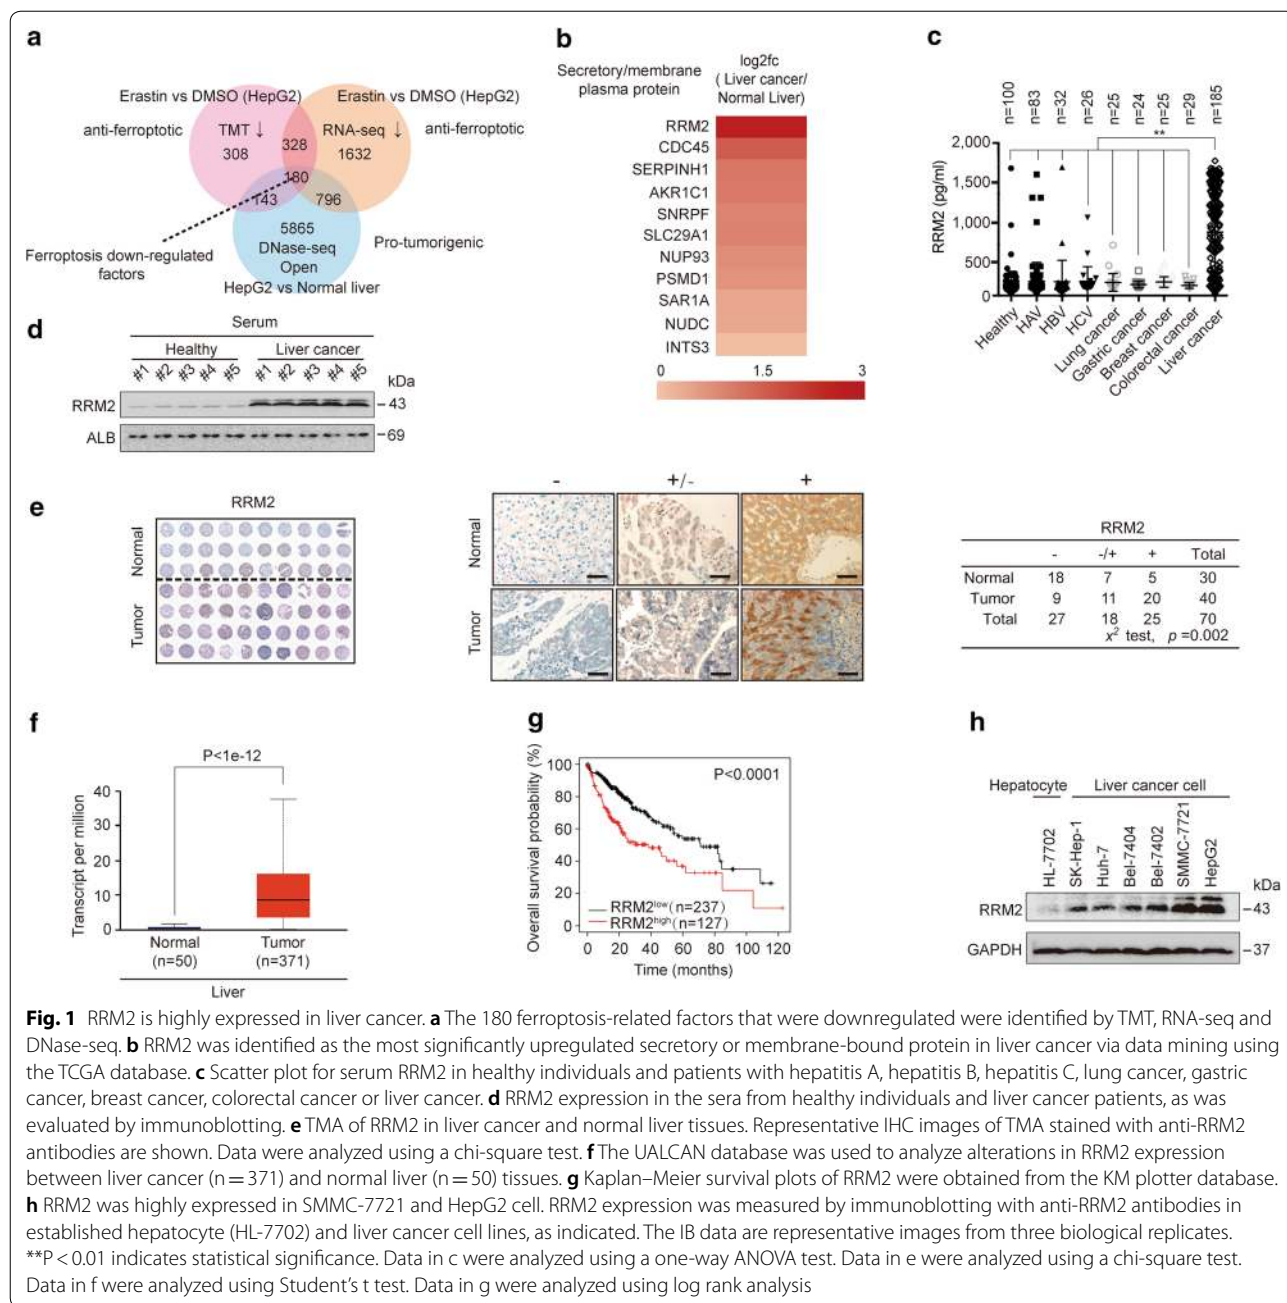 a
Erastin vs DMSO (HepG2)
Erastin vs DMSO (HepG2)
anti-ferroptotic
TMT ↓
308
328
RNA-seq ↓
1632
anti-ferroptotic
180
143
796
5865
DNase-seq
Open
HepG2 vs Normal liver
Pro-tumorigenic
Ferroptosis down-regulated
factors
b
Secretory/membrane
plasma protein
log2fc
( Liver cancer/
Normal Liver)
RRM2
CDC45
SERPINH1
AKR1C1
SNRPF
SLC29A1
NUP93
PSMD1
SAR1A
NUDC
INTS3
0 1.5 3
c
n=100 n=83 n=32 n=26 n=25 n=24 n=25 n=29 n=185
**
RRM2 (pg/ml)
2,000
1,500
1,000
500
0
Healthy HAV HBV HCV Lung cancer Gastric cancer Breast cancer Colorectal cancer Liver cancer
d
Serum
Healthy Liver cancer
#1 #2 #3 #4 #5 #1 #2 #3 #4 #5
kDa
RRM2 – 43
ALB – 69
e
RRM2
Normal
Tumor
- +/- +
Normal
Tumor
RRM2
- -/+ + Total
Normal 18 7 5 30
Tumor 9 11 20 40
Total 27 18 25 70
x² test, p =0.002
f
P<1e-12
Transcript per million
40
30
20
10
0
Normal Tumor
(n=50) (n=371)
Liver
g
Overall survival probability (%)
100
80
60
40
20
0
P<0.0001
RRM2low (n=237)
RRM2high (n=127)
0 20 40 60 80 100 120
Time (months)
h
Hepatocyte Liver cancer cell
HL-7702 SK-Hep-1 Huh-7 Bel-7404 Bel-7402 SMMC-7721 HepG2
kDa
RRM2 – 43
GAPDH – 37
Fig. 1 RRM2 is highly expressed in liver cancer. a The 180 ferroptosis-related factors that were downregulated were identified by TMT, RNA-seq and
DNase-seq. b RRM2 was identified as the most significantly upregulated secretory or membrane-bound protein in liver cancer via data mining using
the TCGA database. c Scatter plot for serum RRM2 in healthy individuals and patients with hepatitis A, hepatitis B, hepatitis C, lung cancer, gastric
cancer, breast cancer, colorectal cancer or liver cancer. d RRM2 expression in the sera from healthy individuals and liver cancer patients, as was
evaluated by immunoblotting. e TMA of RRM2 in liver cancer and normal liver tissues. Representative IHC images of TMA stained with anti-RRM2
antibodies are shown. Data were analyzed using a chi-square test. f The UALCAN database was used to analyze alterations in RRM2 expression
between liver cancer (n = 371) and normal liver (n = 50) tissues. g Kaplan–Meier survival plots of RRM2 were obtained from the KM plotter database.
h RRM2 was highly expressed in SMMC-7721 and HepG2 cell. RRM2 expression was measured by immunoblotting with anti-RRM2 antibodies in
established hepatocyte (HL-7702) and liver cancer cell lines, as indicated. The IB data are representative images from three biological replicates.
**P < 0.01 indicates statistical significance. Data in c were analyzed using a one-way ANOVA test. Data in e were analyzed using a chi-square test.
Data in f were analyzed using Student's t test. Data in g were analyzed using log rank analysis